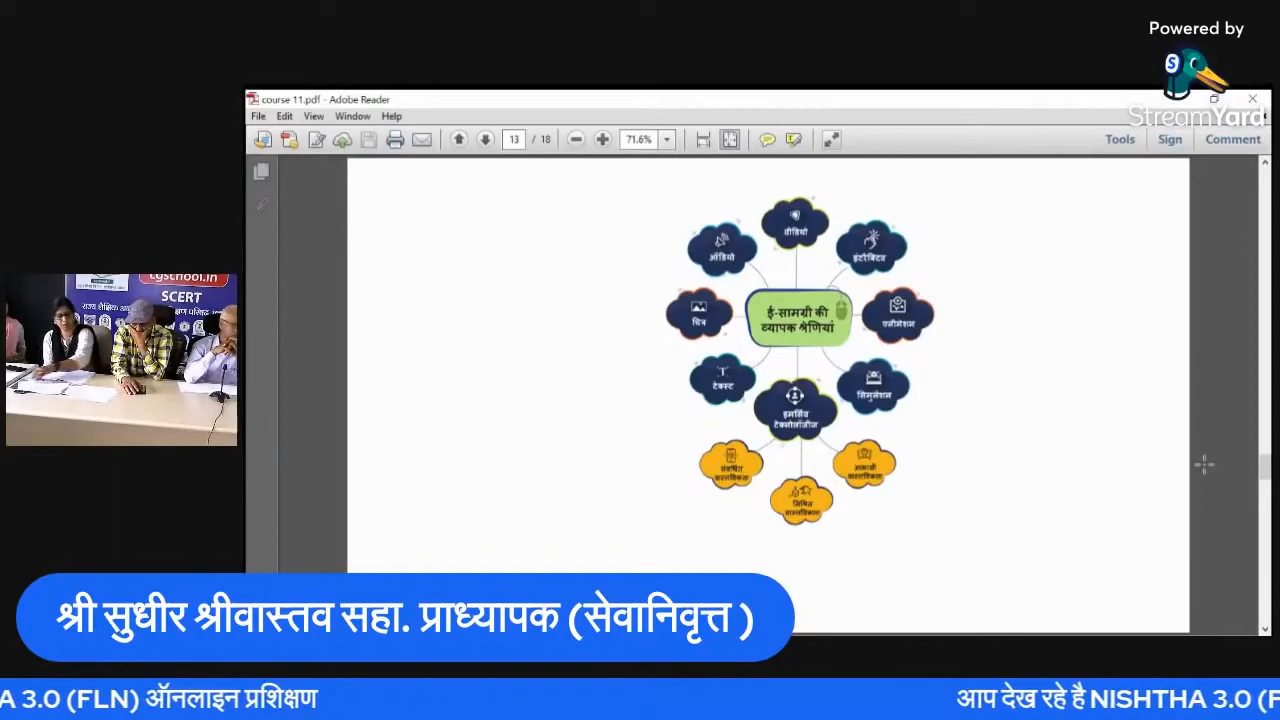 Powered by
StreamYard
course 11.pdf - Adobe Reader
File Edit View Window Help
13 / 18 71.6% Tools Sign Comment
वीडियो
ऑडियो
इंटरैक्टिव
चित्र
ई-सामग्री की
व्यापक श्रेणियां
एनीमेशन
टेक्स्ट
सिमुलेशन
इमर्सिव
टेक्नोलॉजीज
संवर्धित
वास्तविकता
आभासी
वास्तविकता
मिश्रित
वास्तविकता
cgschool.in
SCERT
राज्य शैक्षिक
श्री सुधीर श्रीवास्तव सहा. प्राध्यापक (सेवानिवृत्त )
A 3.0 (FLN) ऑनलाइन प्रशिक्षण
आप देख रहे है NISHTHA 3.0 (F